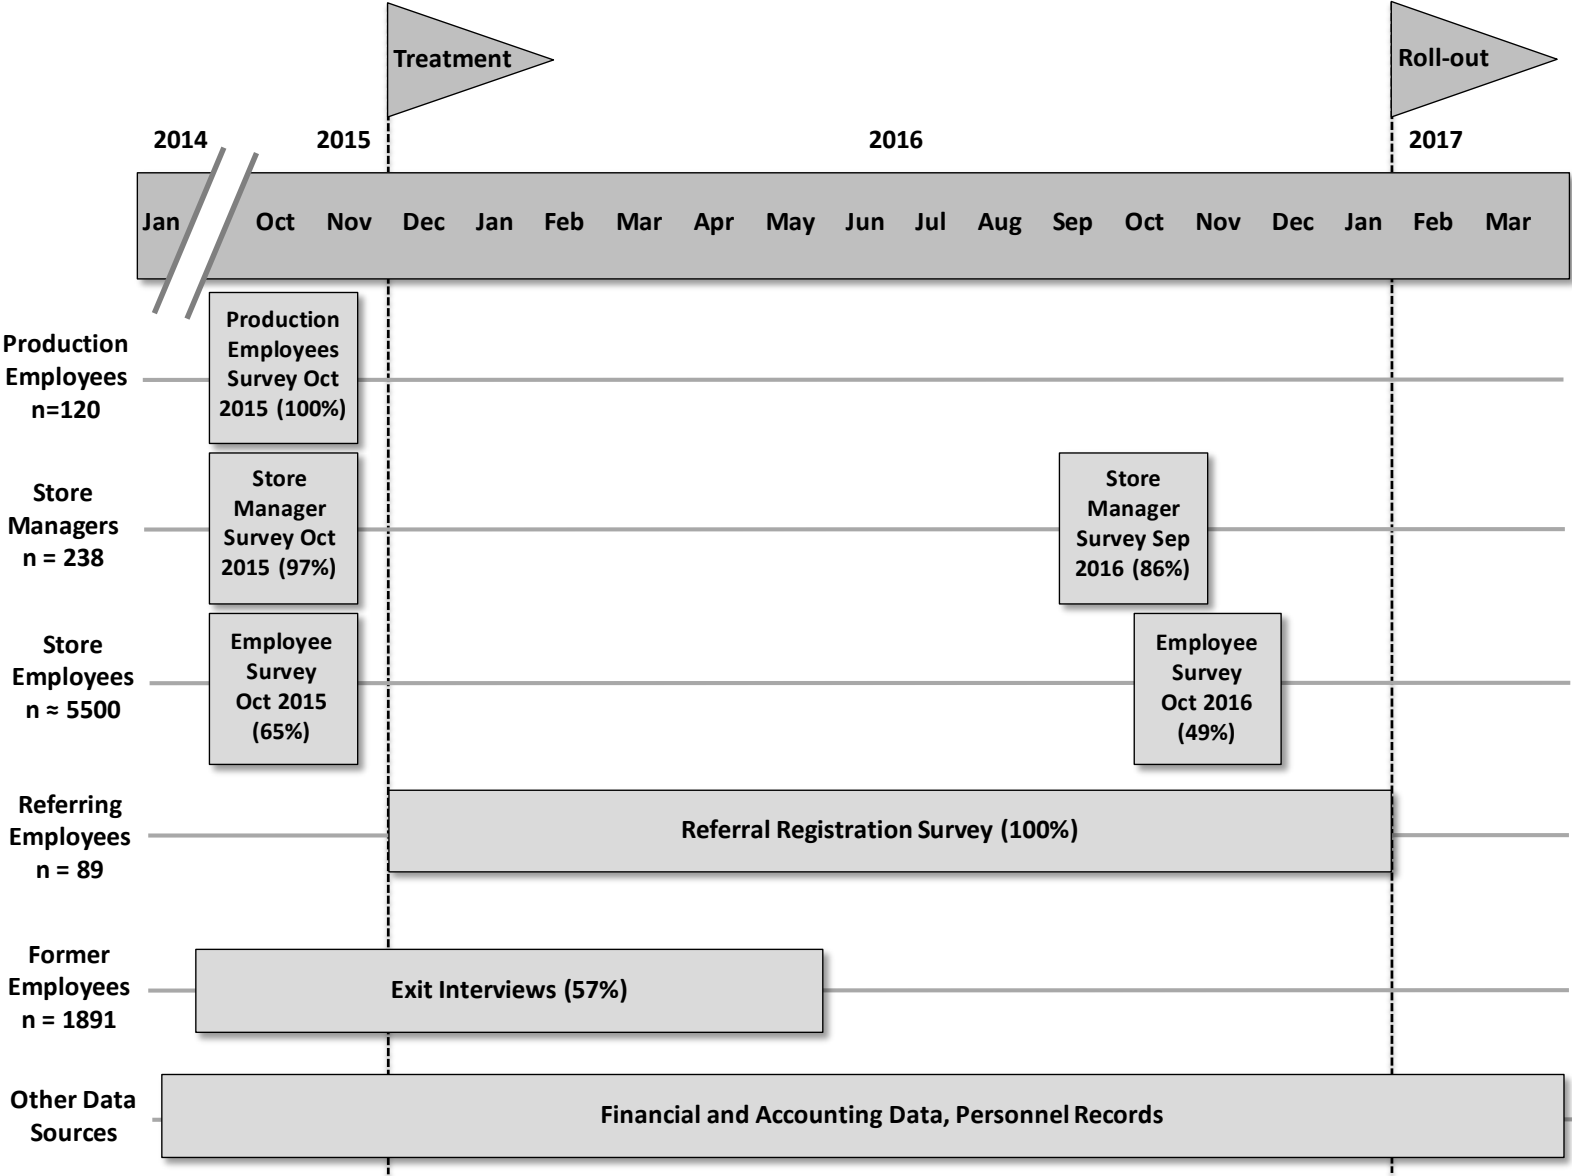 Treatment
Roll-out
2014
2015
2016
2017
Jan
Oct
Nov
Dec
Jan
Feb
Mar
Apr
May
Jun
Jul
Aug
Sep
Oct
Nov
Dec
Jan
Feb
Mar
Production
Employees
n=120
Production
Employees
Survey Oct
2015 (100%)
Store
Managers
n = 238
Store
Manager
Survey Oct
2015 (97%)
Store
Manager
Survey Sep
2016 (86%)
Store
Employees
n ≈ 5500
Employee
Survey
Oct 2015
(65%)
Employee
Survey
Oct 2016
(49%)
Referring
Employees
n = 89
Referral Registration Survey (100%)
Former
Employees
n = 1891
Exit Interviews (57%)
Other Data
Sources
Financial and Accounting Data, Personnel Records